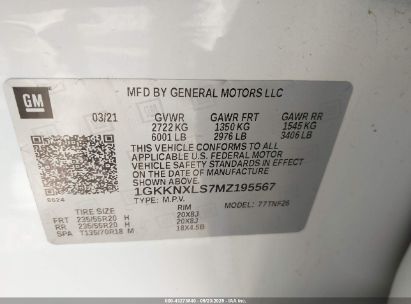 GM
MFD BY GENERAL MOTORS LLC
03/21 GVWR GAWR FRT GAWR RR
2722 KG 1350 KG 1545 KG
6001 LB 2976 LB 3406 LB
THIS VEHICLE CONFORMS TO ALL
APPLICABLE U.S. FEDERAL MOTOR
VEHICLE SAFETY STANDARDS IN EFFECT
ON THE DATE OF MANUFACTURE
SHOWN ABOVE.
1GKKNXLS7MZ195567
TYPE: M.P.V.
MODEL: 77TNF26
TIRE SIZE RIM
FRT 235/55R20 H 20X8J
RR 235/55R20 H 20X8J
SPA T135/70R18 M 18X4.5B